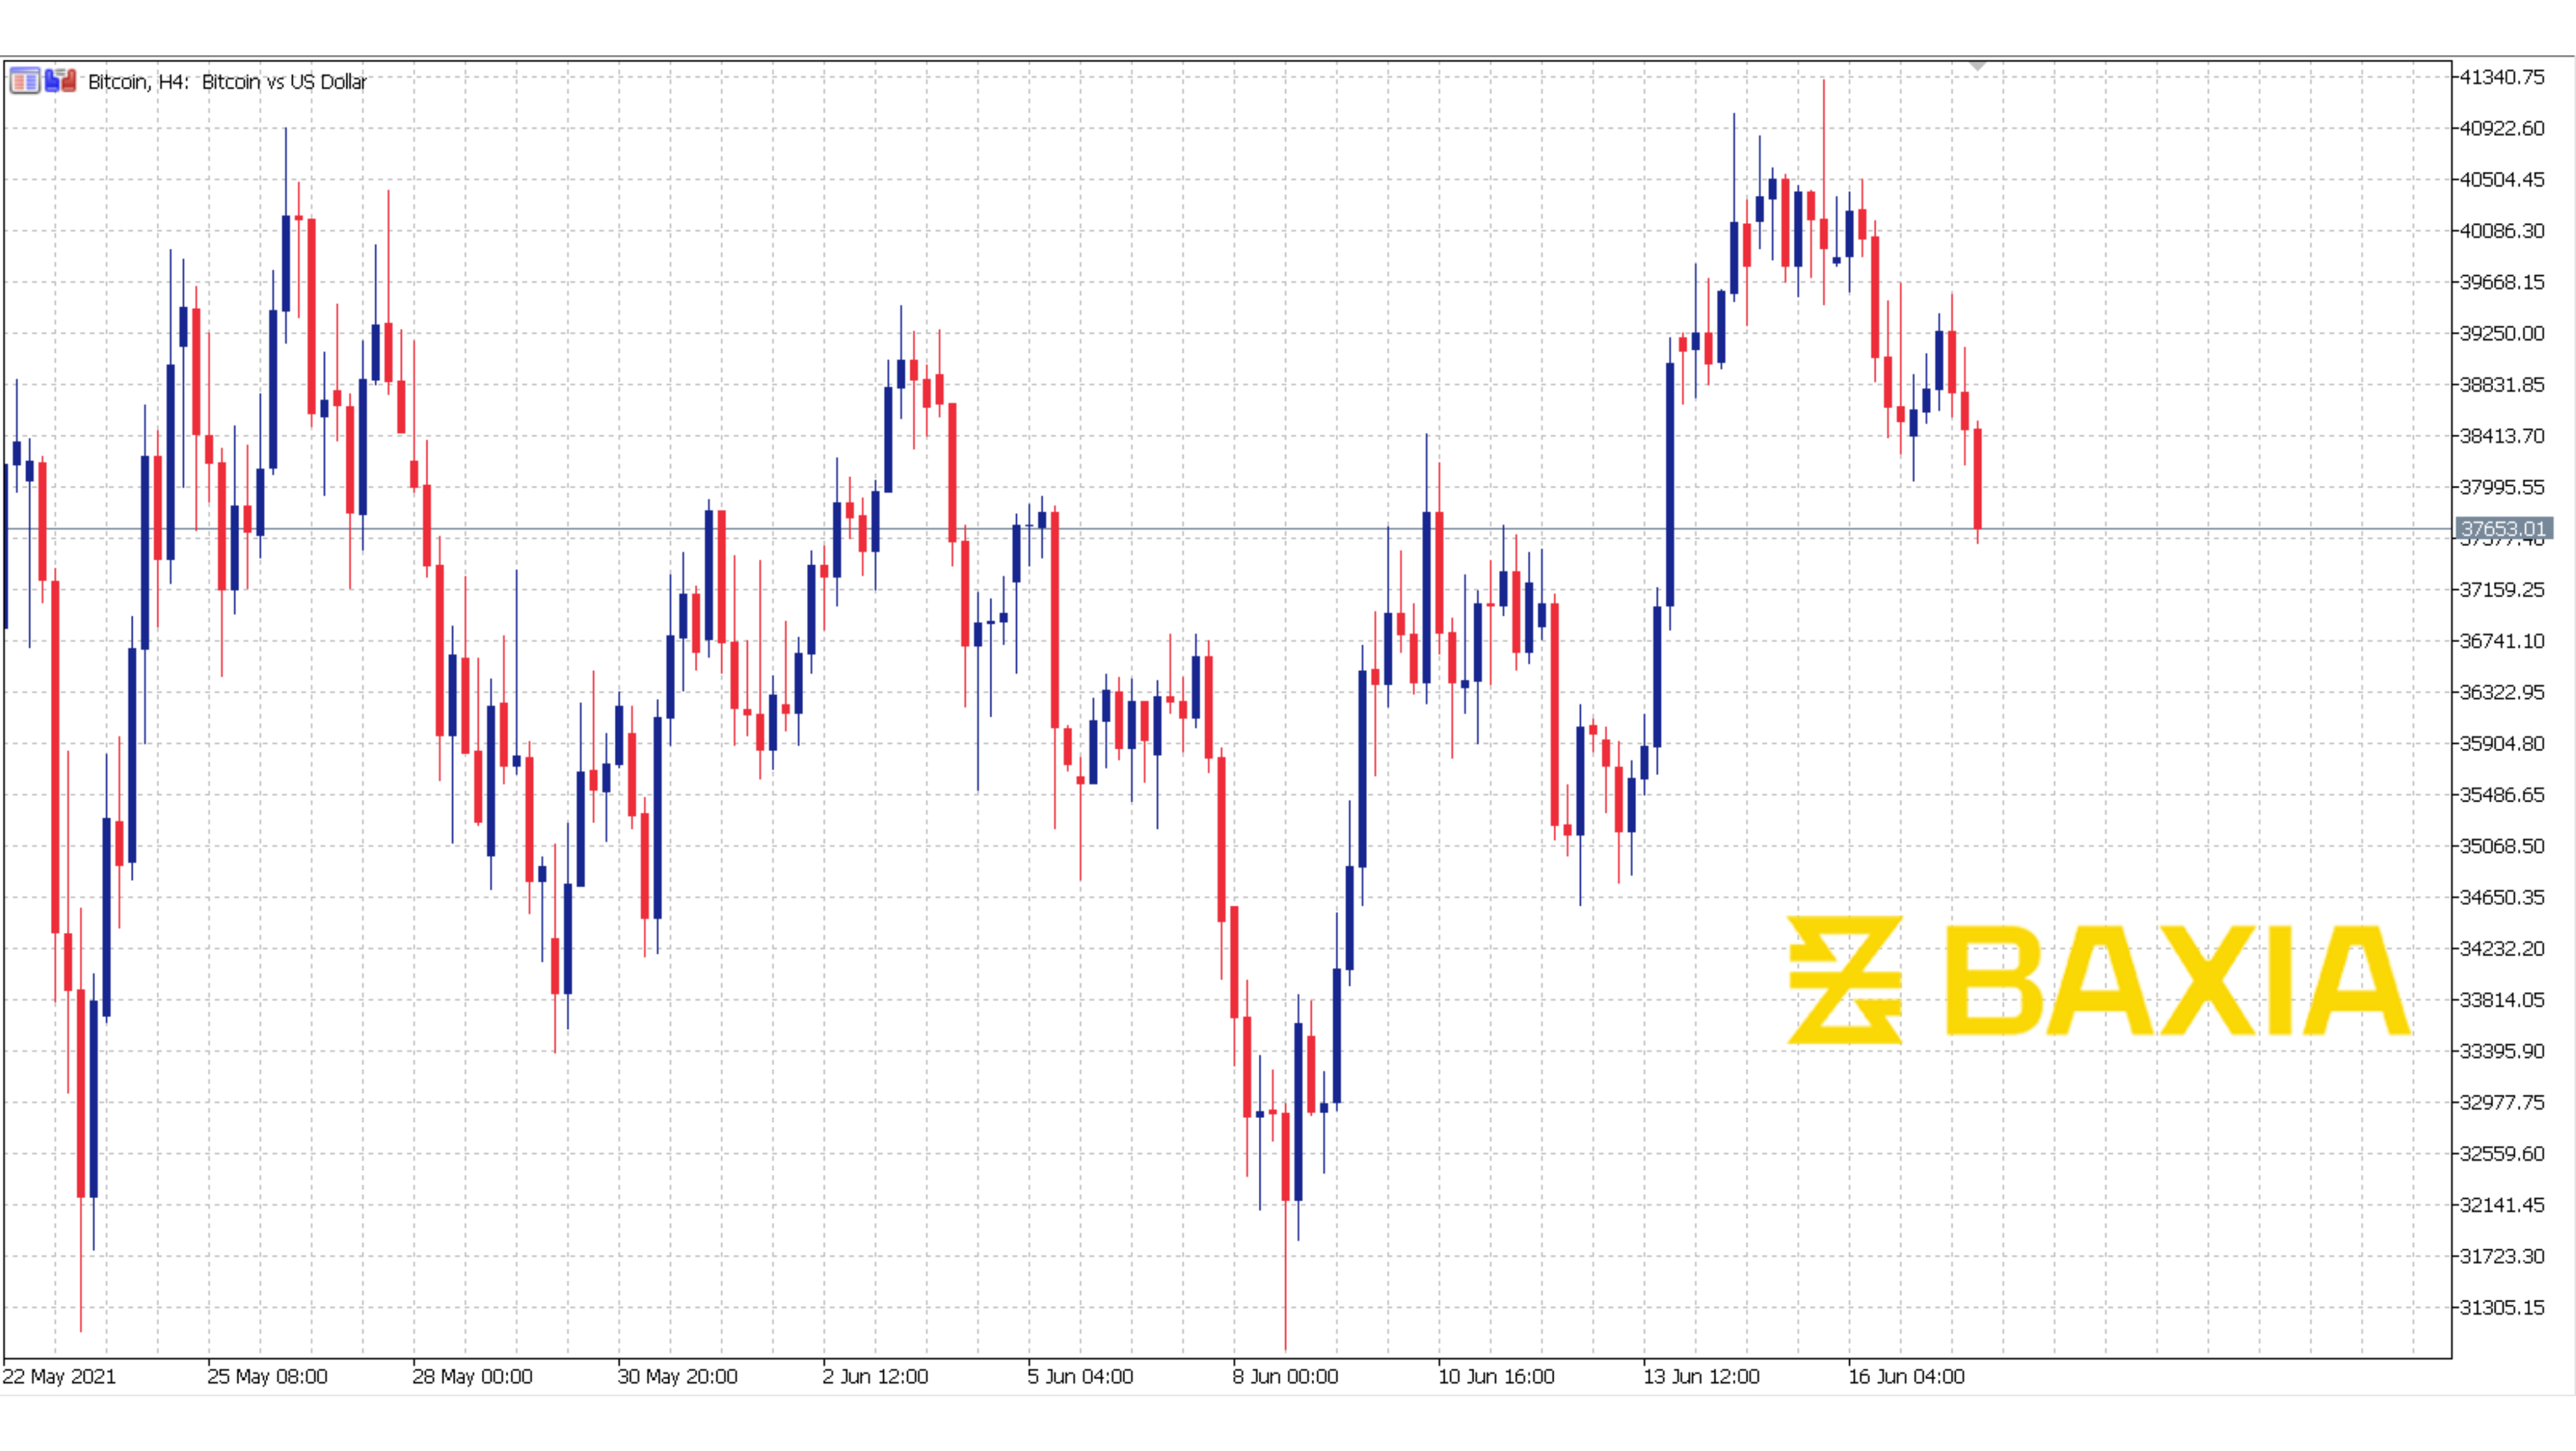 Bitcoin, H4: Bitcoin vs US Dollar
41340.75
40922.60
40504.45
40086.30
39668.15
39250.00
38831.85
38413.70
37995.55
37653.01
37159.25
36741.10
36322.95
35904.80
35486.65
35068.50
34650.35
34232.20
33814.05
33395.90
32977.75
32559.60
32141.45
31723.30
31305.15
BAXIA
22 May 2021
25 May 08:00
28 May 00:00
30 May 20:00
2 Jun 12:00
5 Jun 04:00
8 Jun 00:00
10 Jun 16:00
13 Jun 12:00
16 Jun 04:00